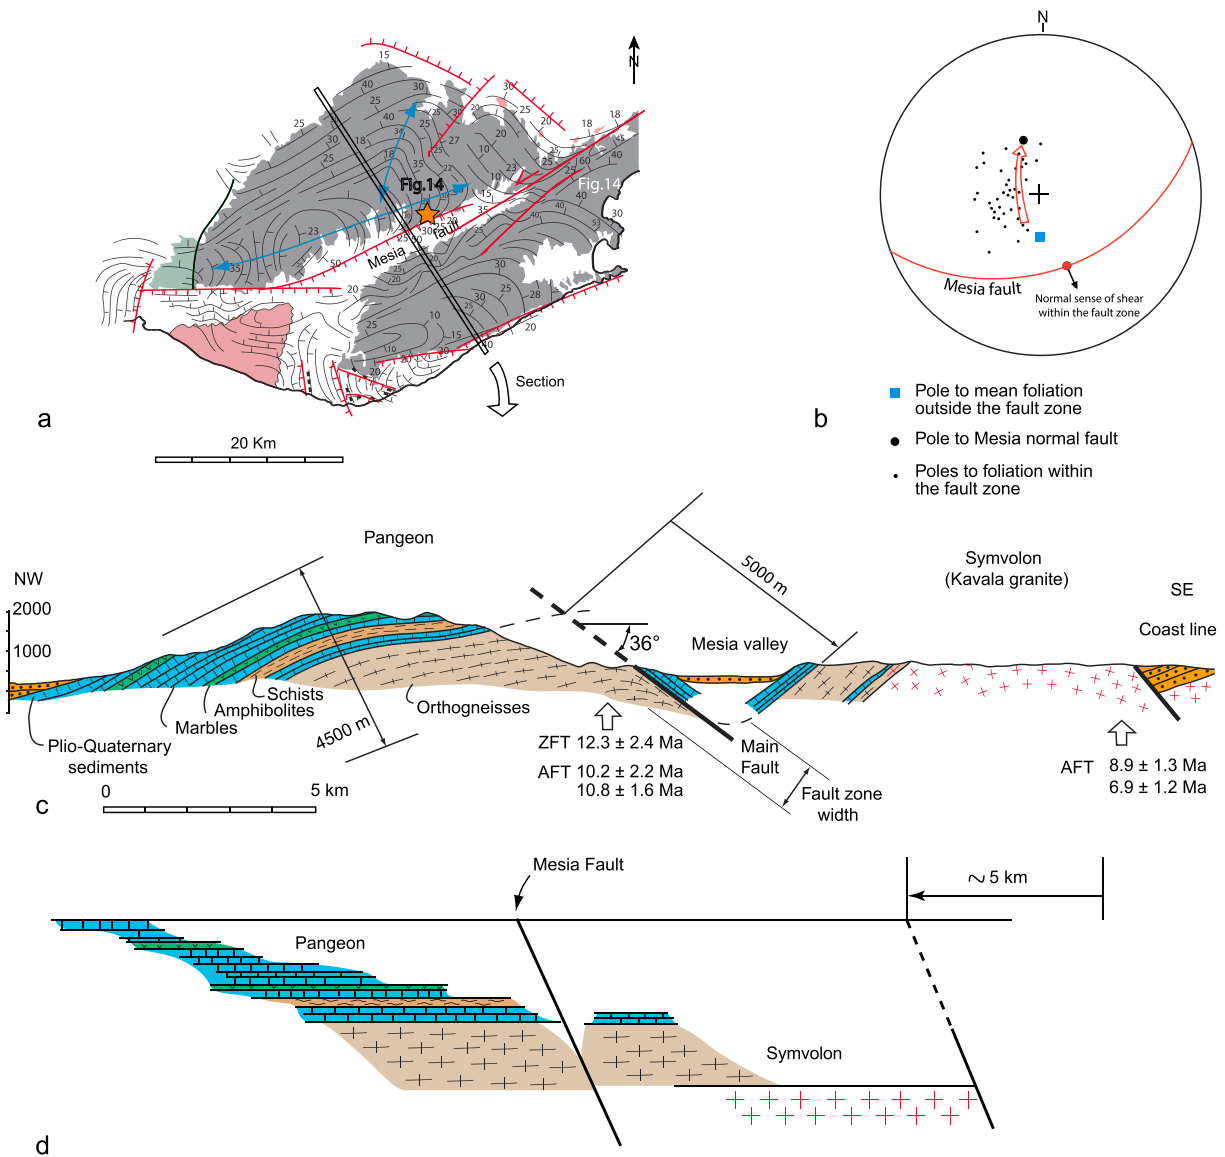 N
Fig.14
Fig.14
Mesia fault
Section
20 Km
a
N
Mesia fault
Normal sense of shear
within the fault zone
b
Pole to mean foliation
outside the fault zone
Pole to Mesia normal fault
Poles to foliation within
the fault zone
NW
2000
1000
Pangeon
4500 m
5000 m
36°
Mesia valley
Symvolon
(Kavala granite)
SE
Coast line
Schists
Amphibolites
Marbles
Plio-Quaternary
sediments
Orthogneisses
ZFT 12.3 ± 2.4 Ma
AFT 10.2 ± 2.2 Ma
10.8 ± 1.6 Ma
Main
Fault
Fault zone
width
AFT 8.9 ± 1.3 Ma
6.9 ± 1.2 Ma
0 5 km
c
Mesia Fault
~ 5 km
Pangeon
Symvolon
d